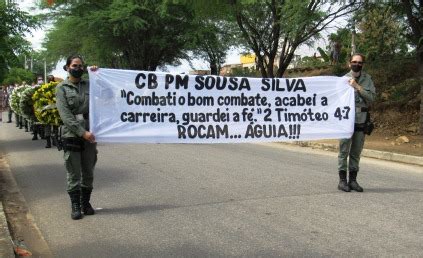 CB PM SOUSA SILVA
"Combati o bom combate, acabei a
carreira, guardei a fé." 2 Timóteo 4:7
ROCAM... ÁGUIA!!!